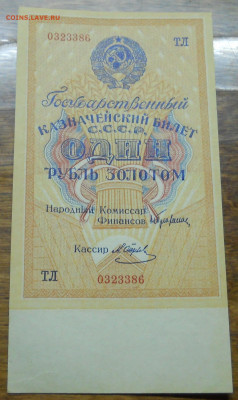 COINS.CAVE.RU
0323386 ТЛ
Государственный
КАЗНАЧЕЙСКИЙ БИЛЕТ
С.С.С.Р.
ОДИН
РУБЛЬ ЗОЛОТОМ
Народный Комиссар
Финансов
Кассир
ТЛ 0323386